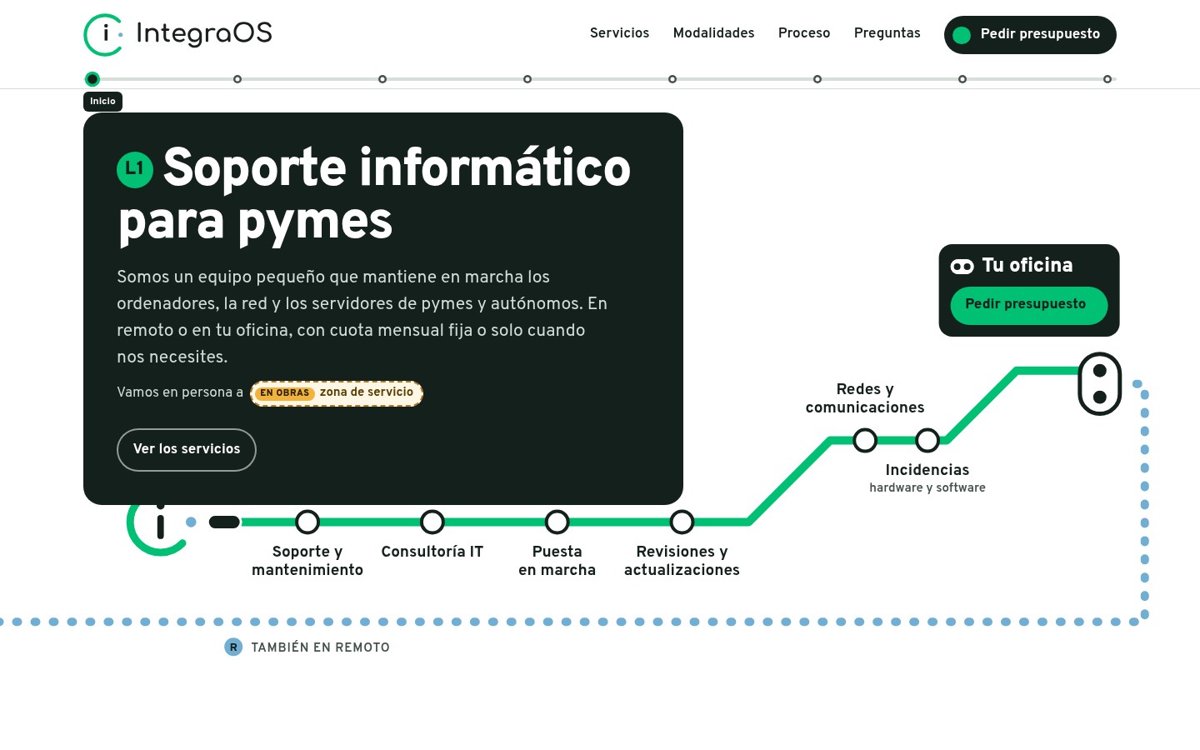 i IntegraOS
Servicios Modalidades Proceso Preguntas Pedir presupuesto
Inicio
L1 Soporte informático
para pymes
Somos un equipo pequeño que mantiene en marcha los
ordenadores, la red y los servidores de pymes y autónomos. En
remoto o en tu oficina, con cuota mensual fija o solo cuando
nos necesites.
Vamos en persona a EN OBRAS zona de servicio
Ver los servicios
Tu oficina
Pedir presupuesto
Redes y
comunicaciones
Incidencias
hardware y software
i
Soporte y
mantenimiento
Consultoría IT
Puesta
en marcha
Revisiones y
actualizaciones
R TAMBIÉN EN REMOTO